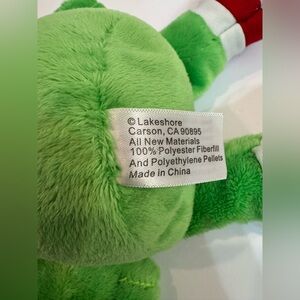 © Lakeshore
Carson, CA 90895
All New Materials
100% Polyester Fiberfill
And Polyethylene Pellets
Made in China